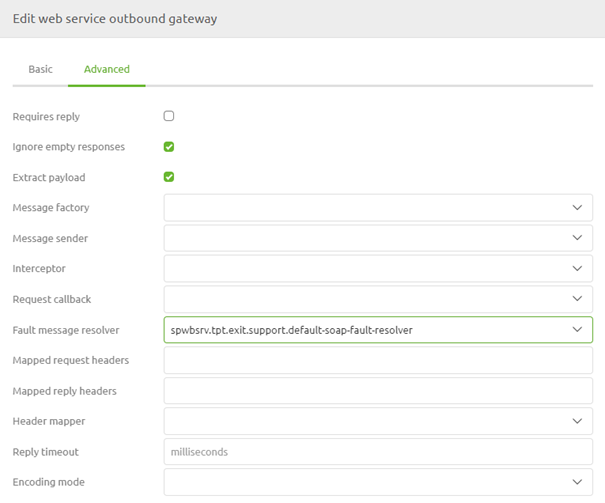 Edit web service outbound gateway
Basic Advanced
Requires reply
Ignore empty responses
Extract payload
Message factory
Message sender
Interceptor
Request callback
Fault message resolver spwbsrv.tpt.exit.support.default-soap-fault-resolver
Mapped request headers
Mapped reply headers
Header mapper
Reply timeout milliseconds
Encoding mode